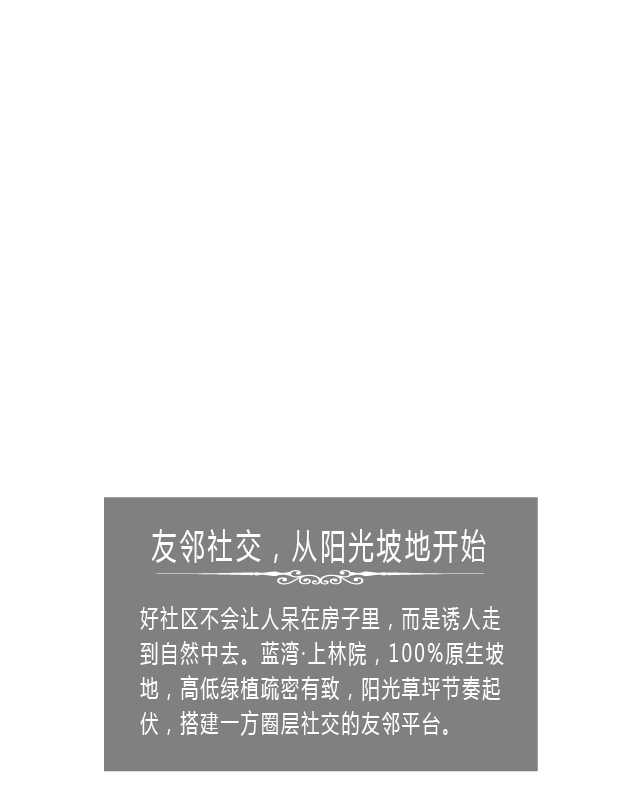 友邻社交，从阳光坡地开始
好社区不会让人呆在房子里，而是诱人走
到自然中去。蓝湾·上林院，100%原生坡
地，高低绿植疏密有致，阳光草坪节奏起
伏，搭建一方圈层社交的友邻平台。